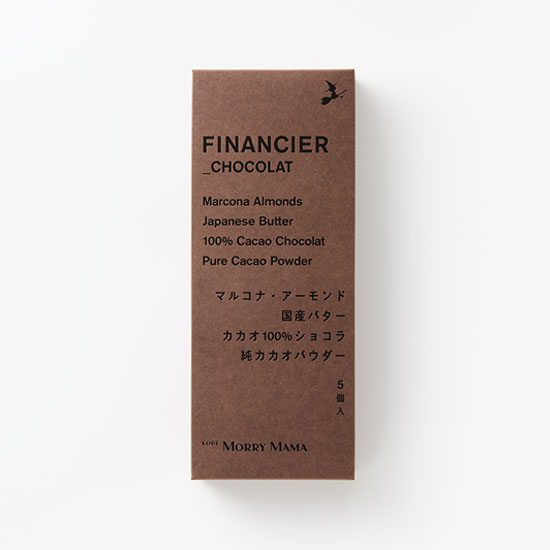 FINANCIER
_CHOCOLAT
Marcona Almonds
Japanese Butter
100% Cacao Chocolat
Pure Cacao Powder
マルコナ・アーモンド
国産バター
カカオ100%ショコラ
純カカオパウダー
5個入
KOBE MORRY MAMA